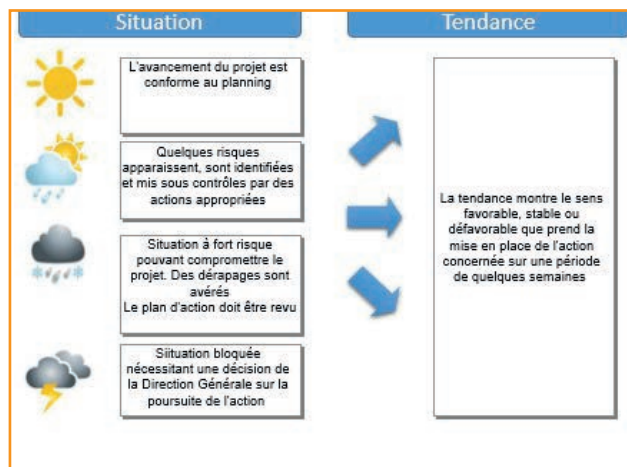 Situation
L'avancement du projet est
conforme au planning
Quelques risques
apparaissent, sont identifiées
et mis sous contrôles par des
actions appropriées
Situation à fort risque
pouvant compromettre le
projet. Des dérapages sont
avérés
Le plan d'action doit être revu
Siituation bloquée
nécessitant une décision de
la Direction Générale sur la
poursuite de l'action
Tendance
La tendance montre le sens
favorable, stable ou
défavorable que prend la
mise en place de l'action
concernée sur une période
de quelques semaines